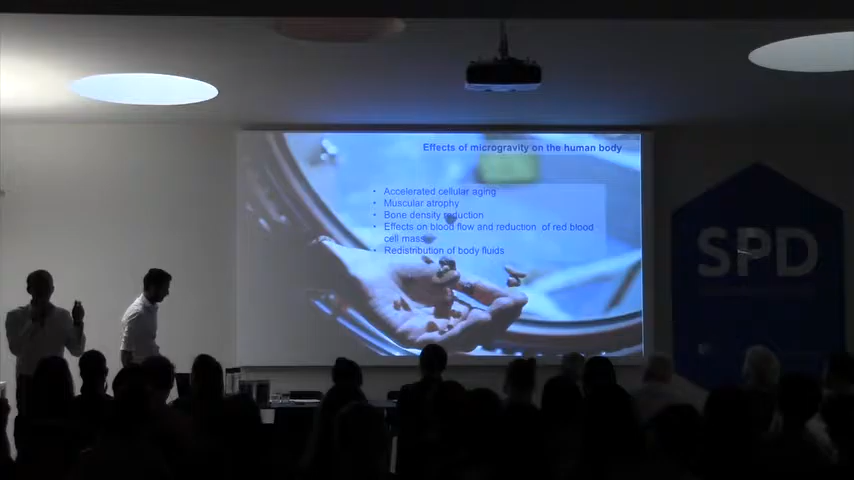 Effects of microgravity on the human body
• Accelerated cellular aging
• Muscular atrophy
• Bone density reduction
• Effects on blood flow and reduction of red blood
cell mass
• Redistribution of body fluids
SPD